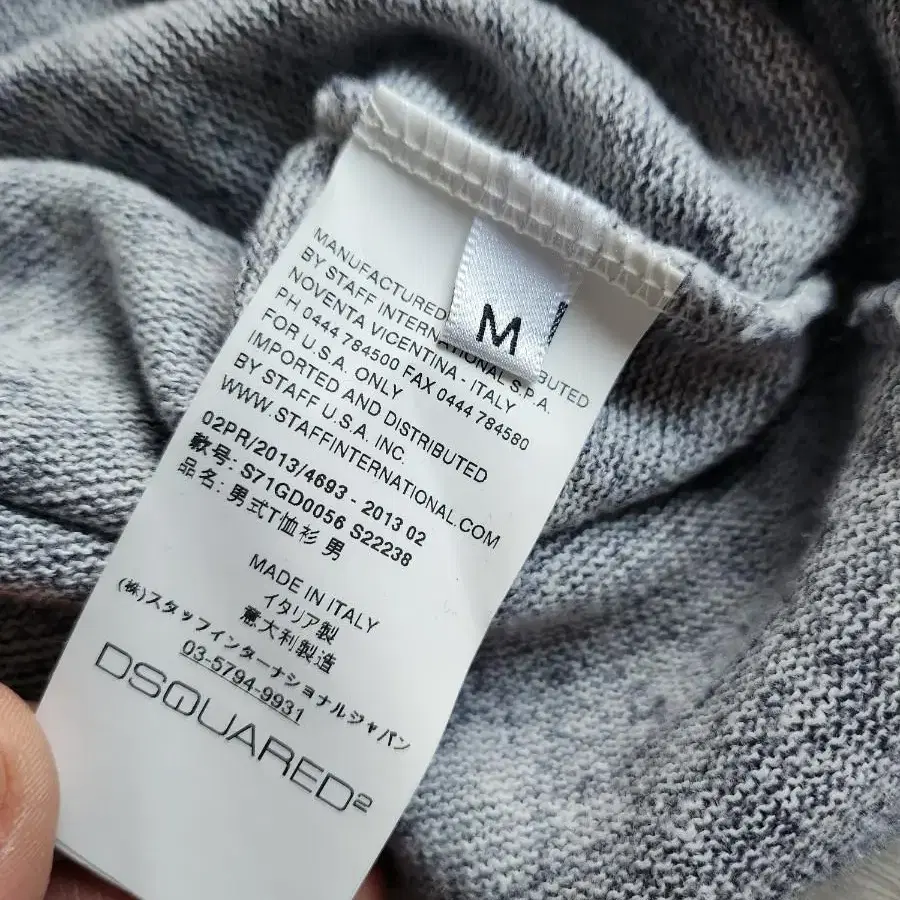 M
MANUFACTURED
BY STAFF INTERNATIONAL S.P.A. BUTED
NOVENTA VICENTINA - ITALY
PH 0444 784500 FAX 0444 784580
FOR U.S.A. ONLY
IMPORTED AND DISTRIBUTED
BY STAFF U.S.A. INC.
WWW.STAFFINTERNATIONAL.COM
02PR/2013/4693 - 2013 02
款号: S71GD0056 S22238
品名: 男式T恤衫 男
MADE IN ITALY
イタリア製
意大利製造
(株)スタッフインターナショナルジャパン
03-5794-9931
DSQUARED2